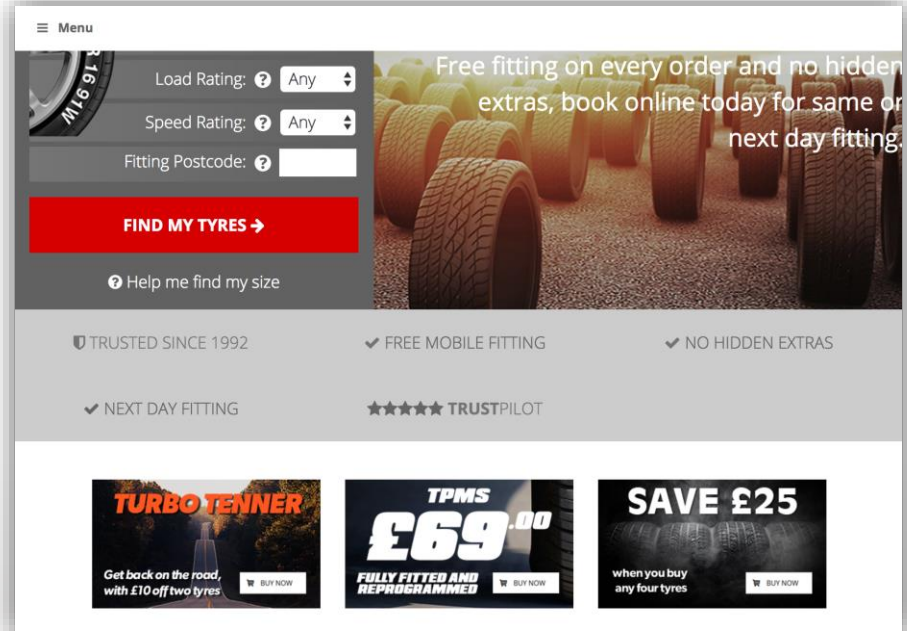 Menu
R 16 91W
Load Rating: ? Any
Speed Rating: ? Any
Fitting Postcode: ?
FIND MY TYRES →
? Help me find my size
Free fitting on every order and no hidden
extras, book online today for same or
next day fitting.
TRUSTED SINCE 1992
✔ FREE MOBILE FITTING
✔ NO HIDDEN EXTRAS
✔ NEXT DAY FITTING
★★★★★ TRUSTPILOT
TURBO TENNER
Get back on the road,
with £10 off two tyres
BUY NOW
TPMS
£69.00
FULLY FITTED AND
REPROGRAMMED
BUY NOW
SAVE £25
when you buy
any four tyres
BUY NOW